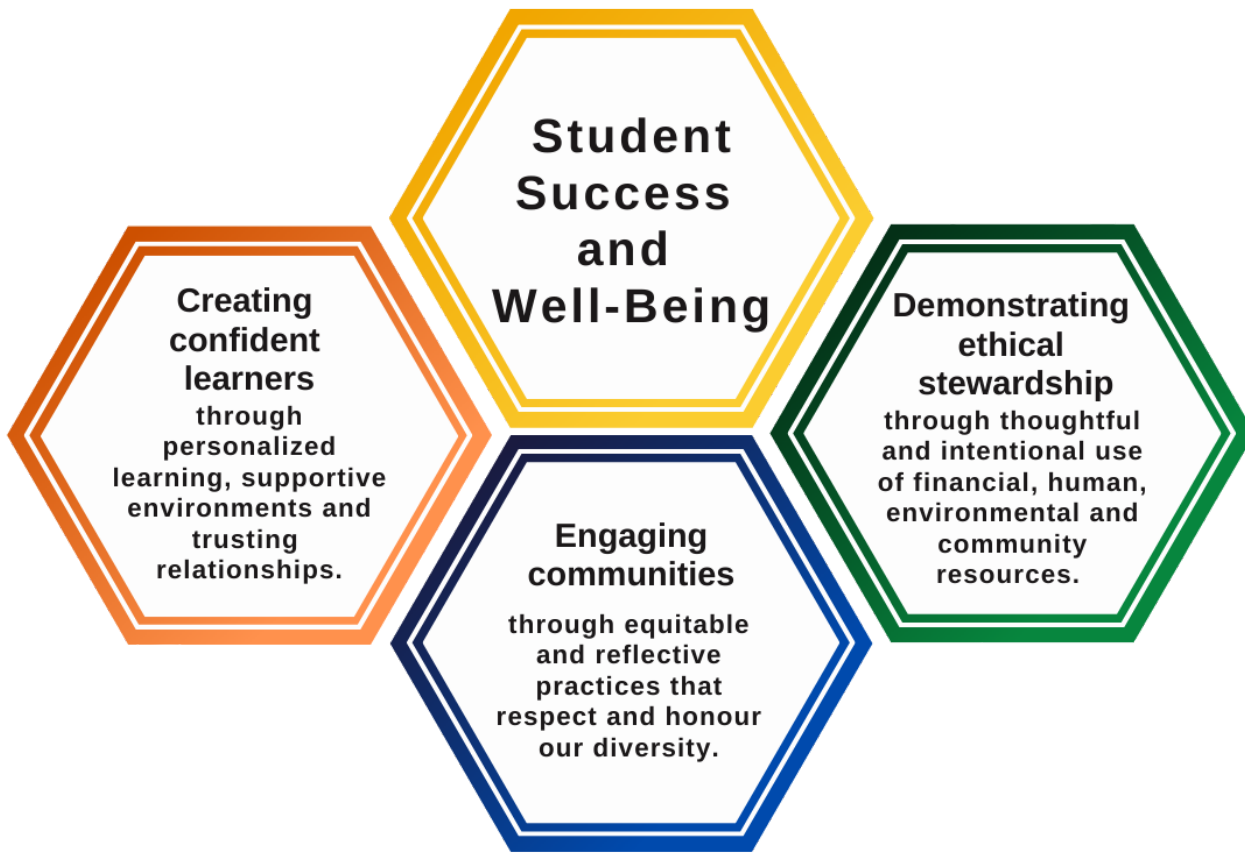 Student
Success
and
Well-Being
Creating
confident
learners
through
personalized
learning, supportive
environments and
trusting
relationships.
Engaging
communities
through equitable
and reflective
practices that
respect and honour
our diversity.
Demonstrating
ethical
stewardship
through thoughtful
and intentional use
of financial, human,
environmental and
community
resources.